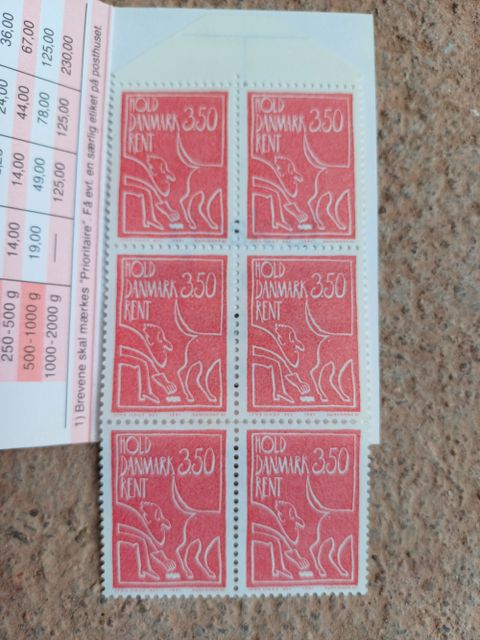 36,00
67,00
125,00
230,00
24,00
44,00
78,00
125,00
14,00
49,00
125,00
14,00
19,00
—
250-500 g
500-1000 g
1000-2000 g
1) Brevene skal mærkes "Prioritaire". Få evt. en særlig etiket på posthuset.
HOLD
DANMARK 3.50
RENT
HOLD
DANMARK 3.50
RENT
HOLD
DANMARK 3.50
RENT
HOLD
DANMARK 3.50
RENT
HOLD
DANMARK 3.50
RENT
HOLD
DANMARK 3.50
RENT